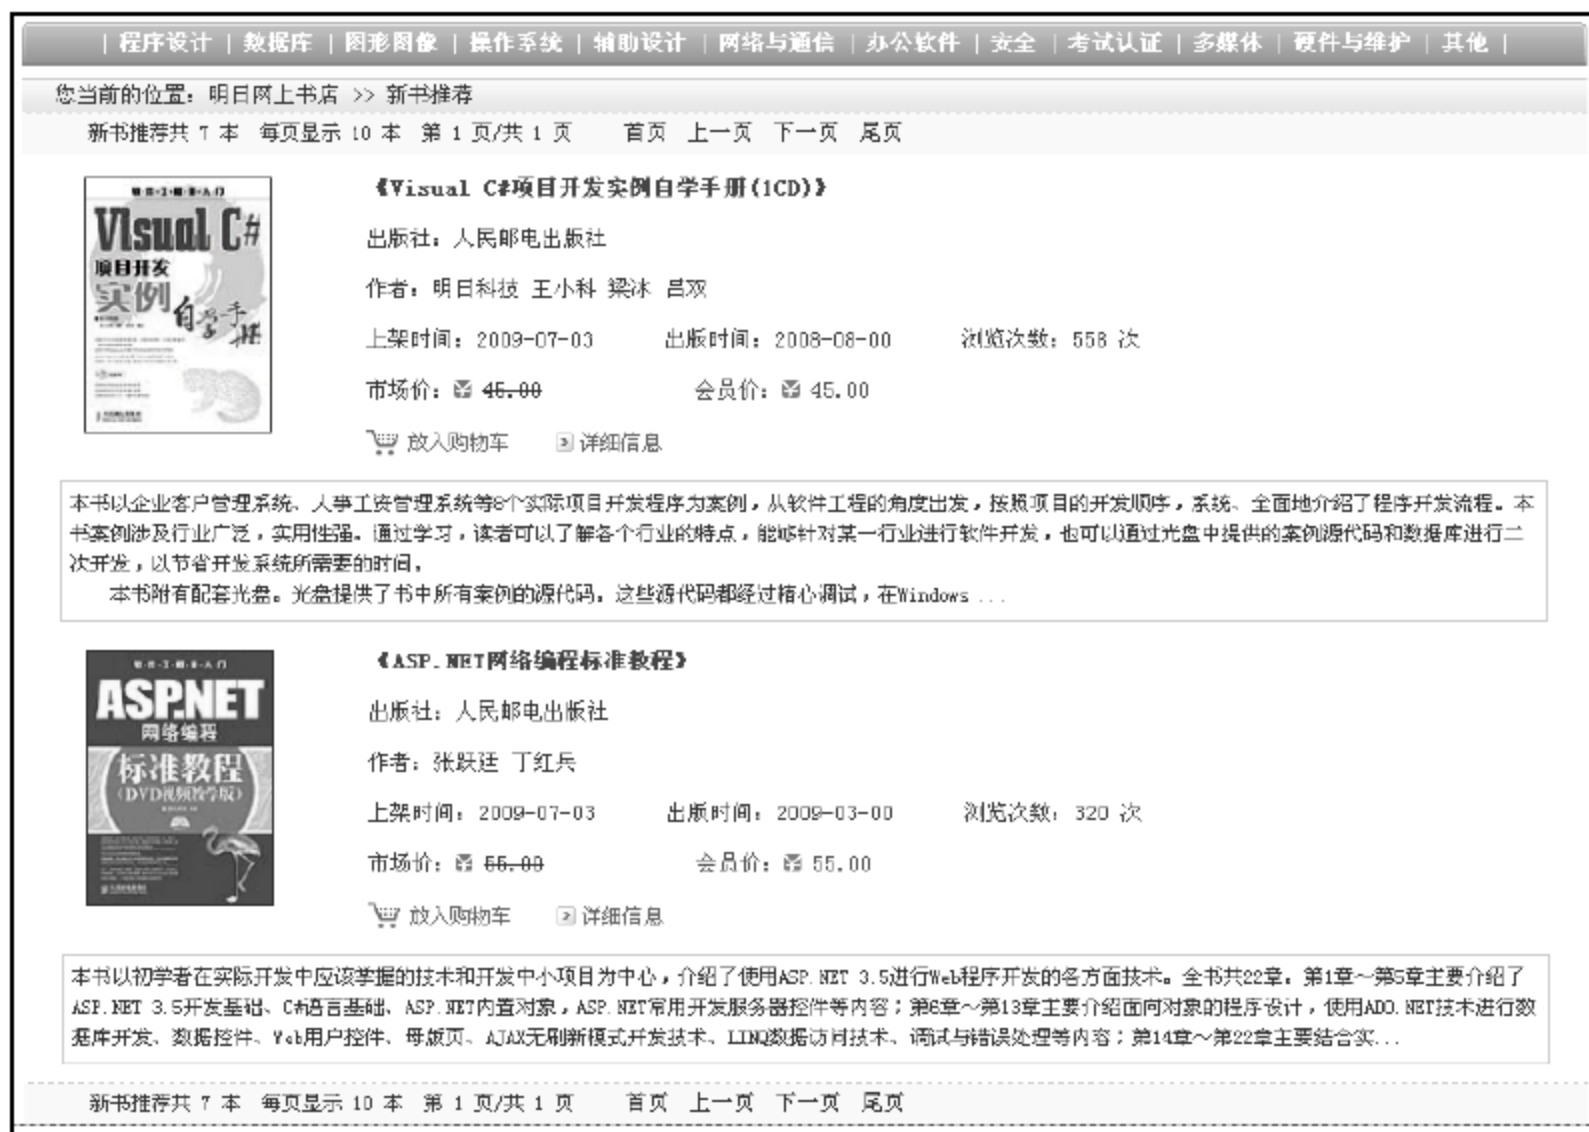 | 程序设计 | 数据库 | 图形图像 | 操作系统 | 辅助设计 | 网络与通信 | 办公软件 | 安全 | 考试认证 | 多媒体 | 硬件与维护 | 其他 |
您当前的位置：明日网上书店 >> 新书推荐
新书推荐共 7 本 每页显示 10 本 第 1 页/共 1 页 首页 上一页 下一页 尾页
Visual C#
项目开发
实例
自学手册
《Visual C#项目开发实例自学手册(1CD)》
出版社：人民邮电出版社
作者：明日科技 王小科 梁冰 吕双
上架时间：2009-07-03 出版时间：2008-08-00 浏览次数：558 次
市场价：￥ 45.00 会员价：￥ 45.00
放入购物车 详细信息
本书以企业客户管理系统、人事工资管理系统等8个实际项目开发程序为案例，从软件工程的角度出发，按照项目的开发顺序，系统、全面地介绍了程序开发流程。本
书案例涉及行业广泛，实用性强。通过学习，读者可以了解各个行业的特点，能够针对某一行业进行软件开发，也可以通过光盘中提供的案例源代码和数据库进行二
次开发，以节省开发系统所需要的时间。
本书附有配套光盘。光盘提供了书中所有案例的源代码。这些源代码都经过精心调试，在Windows ...
ASP.NET
网络编程
标准教程
(DVD视频教学版)
《ASP.NET网络编程标准教程》
出版社：人民邮电出版社
作者：张跃廷 丁红兵
上架时间：2009-07-03 出版时间：2009-03-00 浏览次数：320 次
市场价：￥ 55.00 会员价：￥ 55.00
放入购物车 详细信息
本书以初学者在实际开发中应该掌握的技术和开发中小项目为中心，介绍了使用ASP.NET 3.5进行Web程序开发的各方面技术。全书共22章。第1章～第5章主要介绍了
ASP.NET 3.5开发基础、C#语言基础、ASP.NET内置对象，ASP.NET常用开发服务器控件等内容；第6章～第13章主要介绍面向对象的程序设计，使用ADO.NET技术进行数
据库开发、数据控件、Web用户控件、母版页、AJAX无刷新模式开发技术、LINQ数据访问技术、调试与错误处理等内容；第14章～第22章主要结合实...
新书推荐共 7 本 每页显示 10 本 第 1 页/共 1 页 首页 上一页 下一页 尾页